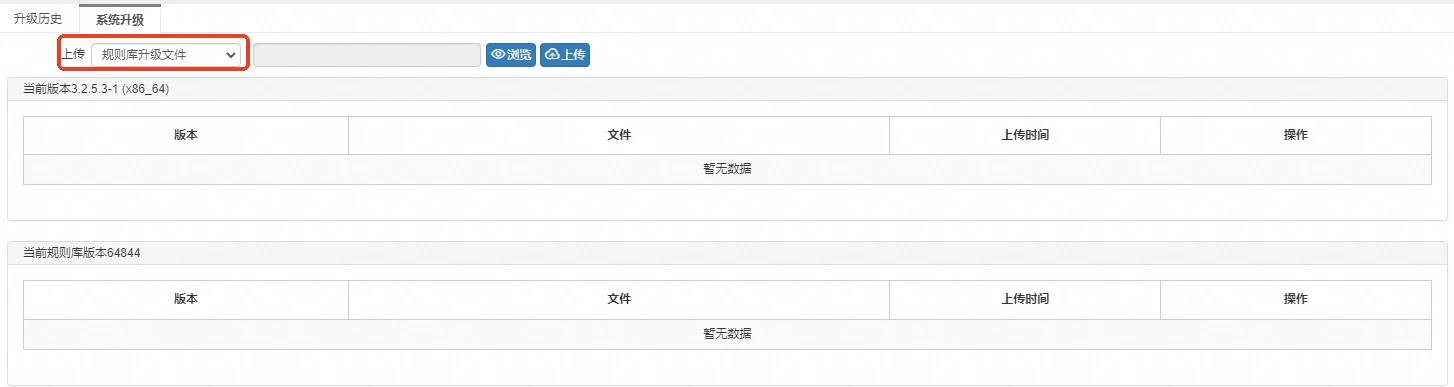 升级历史 系统升级
上传 规则库升级文件 浏览 上传
当前版本3.2.5.3-1 (x86_64)
版本 文件 上传时间 操作
暂无数据
当前规则库版本64844
版本 文件 上传时间 操作
暂无数据